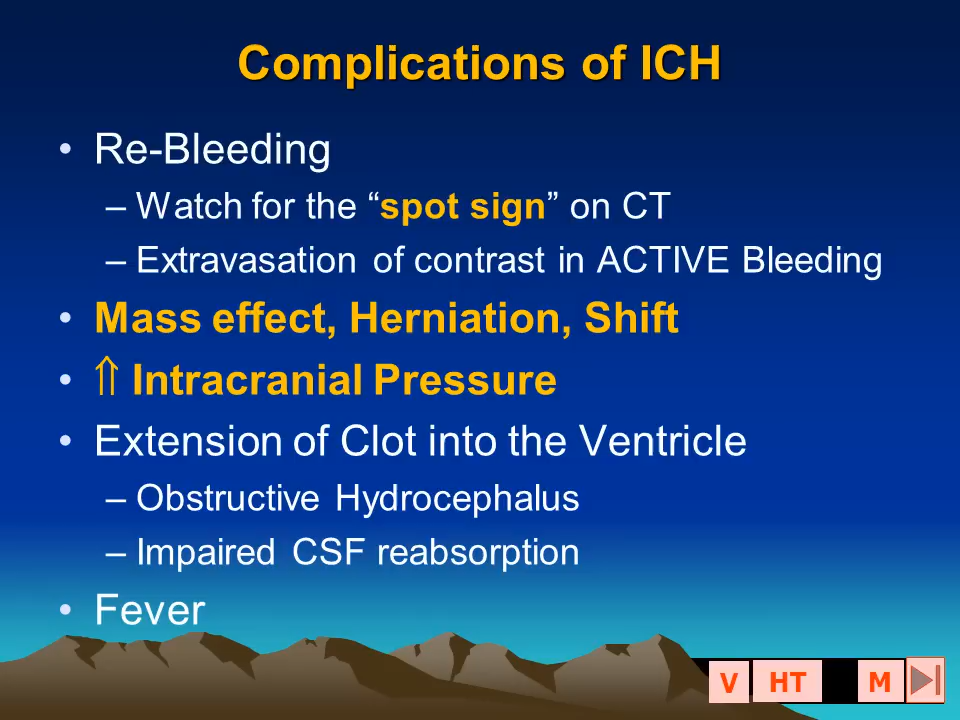 Complications of ICH
• Re-Bleeding
– Watch for the “spot sign” on CT
– Extravasation of contrast in ACTIVE Bleeding
• Mass effect, Herniation, Shift
• ⇑ Intracranial Pressure
• Extension of Clot into the Ventricle
– Obstructive Hydrocephalus
– Impaired CSF reabsorption
• Fever
V HT M